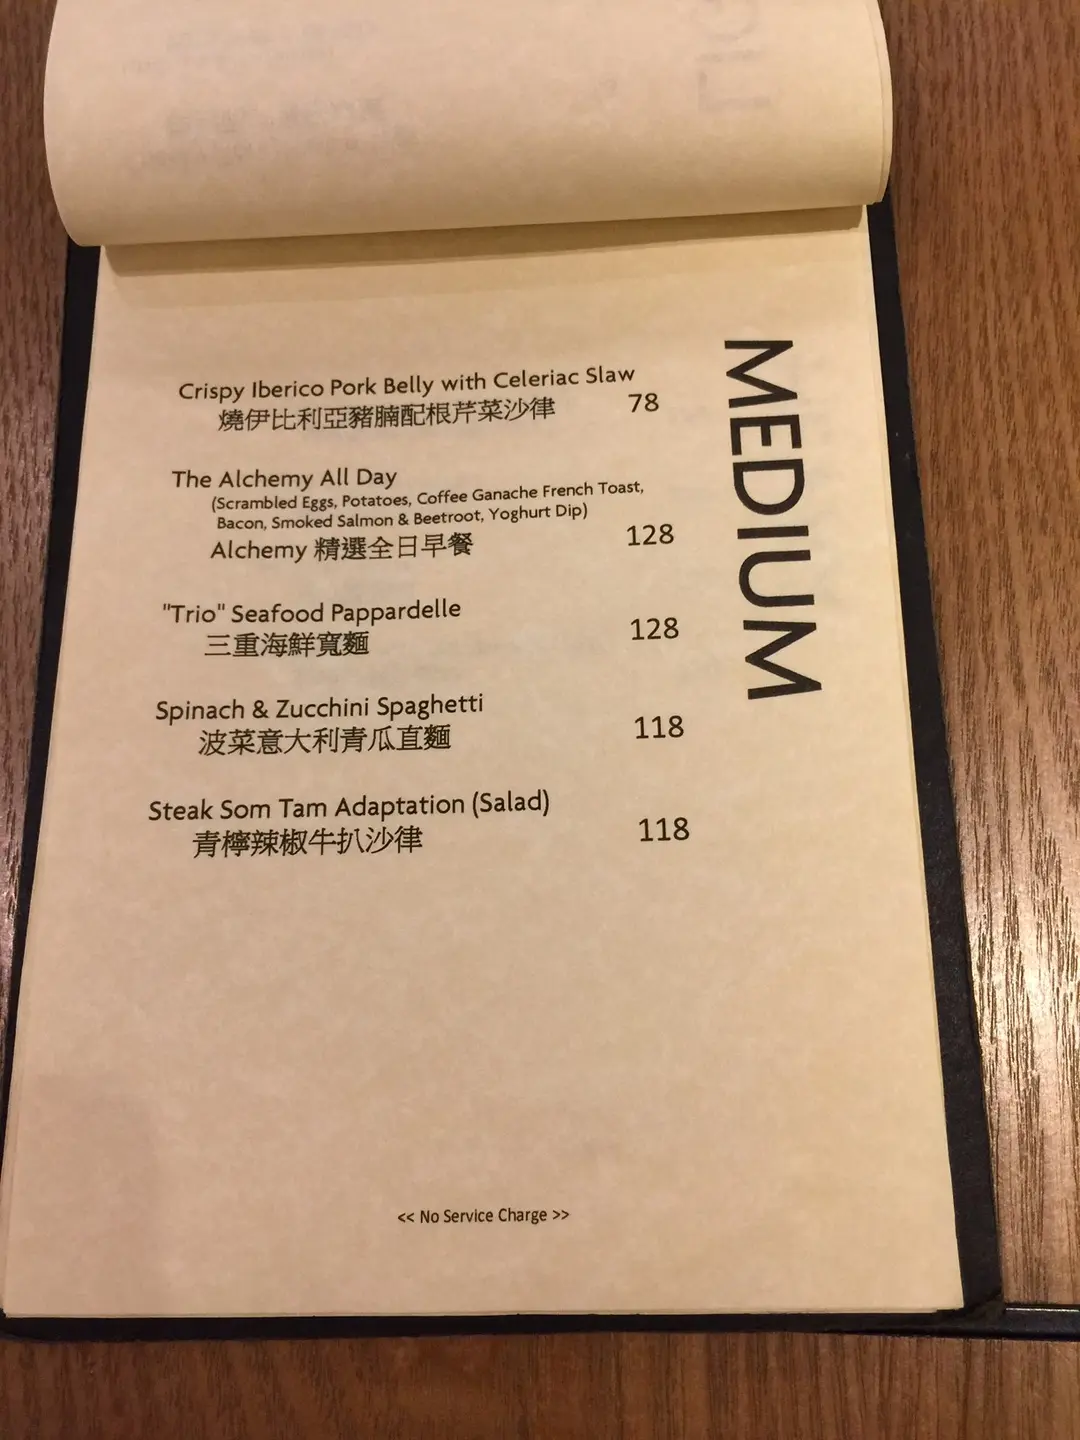 MEDIUM
Crispy Iberico Pork Belly with Celeriac Slaw
燒伊比利亞豬腩配根芹菜沙律 78
The Alchemy All Day
(Scrambled Eggs, Potatoes, Coffee Ganache French Toast,
Bacon, Smoked Salmon & Beetroot, Yoghurt Dip)
Alchemy 精選全日早餐 128
"Trio" Seafood Pappardelle
三重海鮮寬麵 128
Spinach & Zucchini Spaghetti
波菜意大利青瓜直麵 118
Steak Som Tam Adaptation (Salad)
青檸辣椒牛扒沙律 118
<< No Service Charge >>